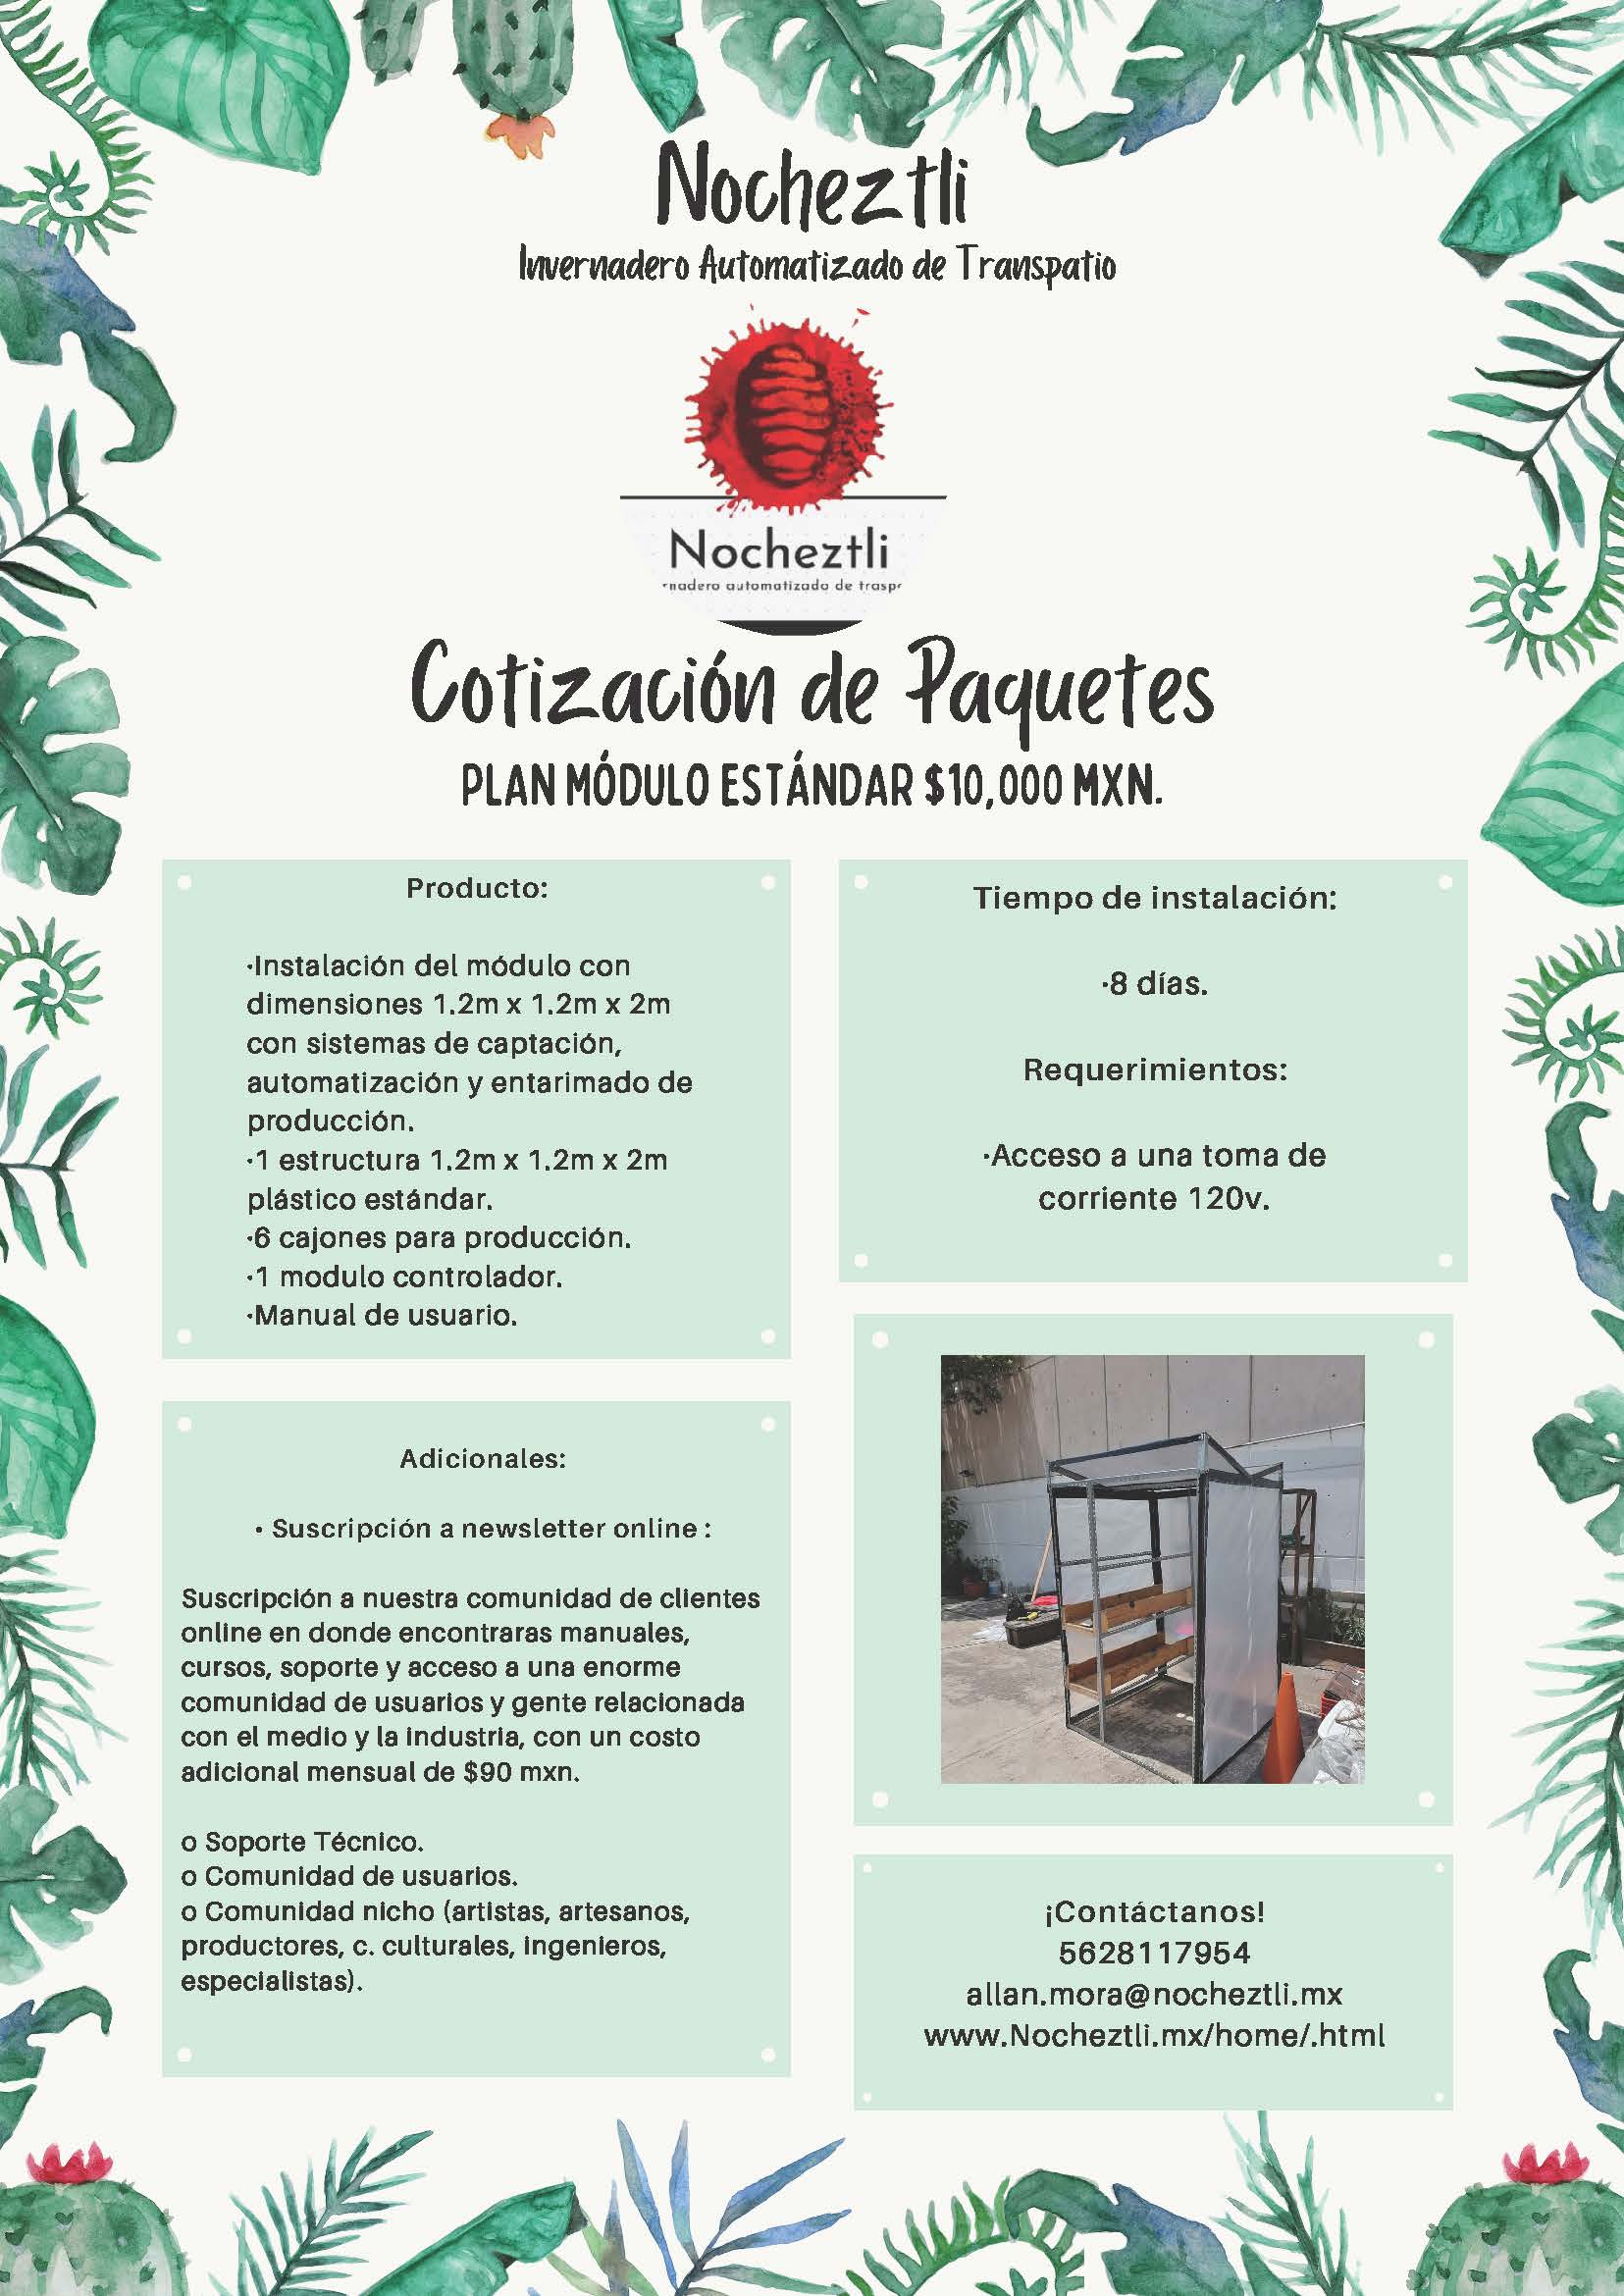 Nocheztli
Invernadero Automatizado de Transpatio
Nocheztli
automatizado de
Cotización de Paquetes
PLAN MÓDULO ESTÁNDAR $10,000 MXN.
Producto:
·Instalación del módulo con
dimensiones 1.2m x 1.2m x 2m
con sistemas de captación,
automatización y entarimado de
producción.
·1 estructura 1.2m x 1.2m x 2m
plástico estándar.
·6 cajones para producción.
·1 modulo controlador.
·Manual de usuario.
Tiempo de instalación:
·8 días.
Requerimientos:
·Acceso a una toma de
corriente 120v.
Adicionales:
• Suscripción a newsletter online :
Suscripción a nuestra comunidad de clientes
online en donde encontraras manuales,
cursos, soporte y acceso a una enorme
comunidad de usuarios y gente relacionada
con el medio y la industria, con un costo
adicional mensual de $90 mxn.
o Soporte Técnico.
o Comunidad de usuarios.
o Comunidad nicho (artistas, artesanos,
productores, c. culturales, ingenieros,
especialistas).
¡Contáctanos!
5628117954
allan.mora@nocheztli.mx
www.Nocheztli.mx/home/.html